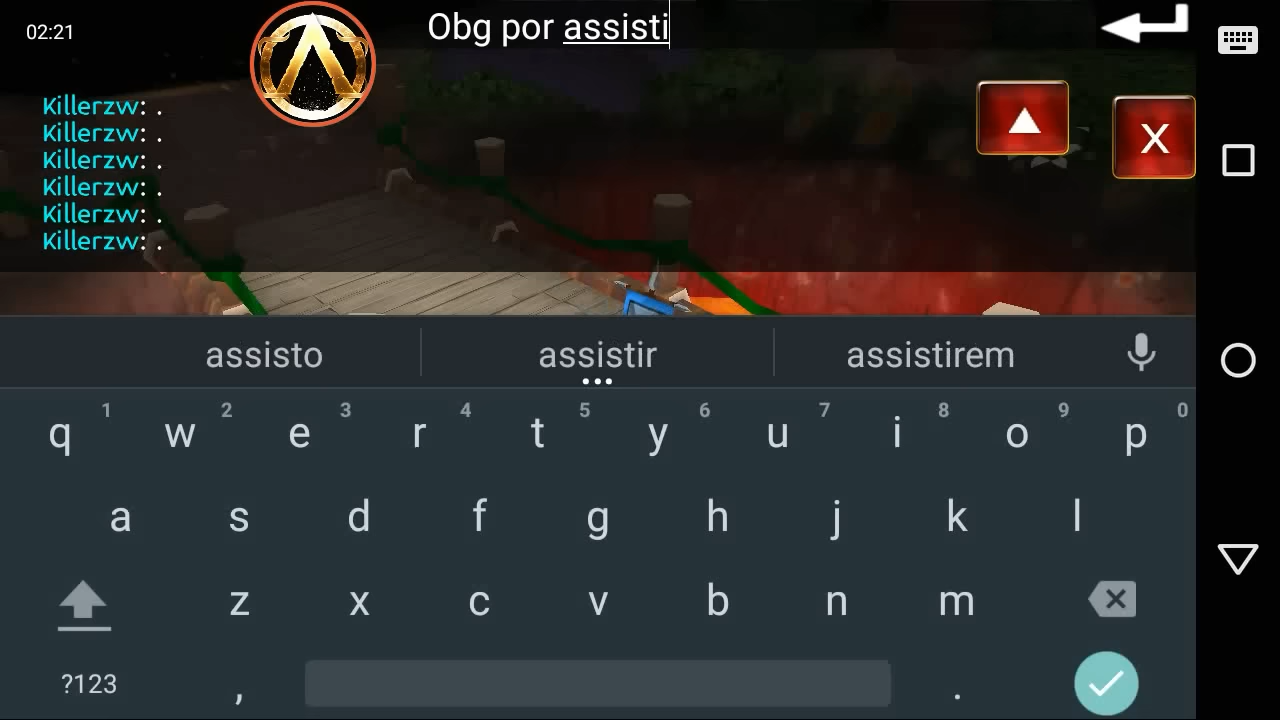 02:21
Obg por assisti
Killerzw: .
Killerzw: .
Killerzw: .
Killerzw: .
Killerzw: .
Killerzw: .
X
assisto assistir assistirem
1 2 3 4 5 6 7 8 9 0
q w e r t y u i o p
a s d f g h j k l
z x c v b n m
?123 , .